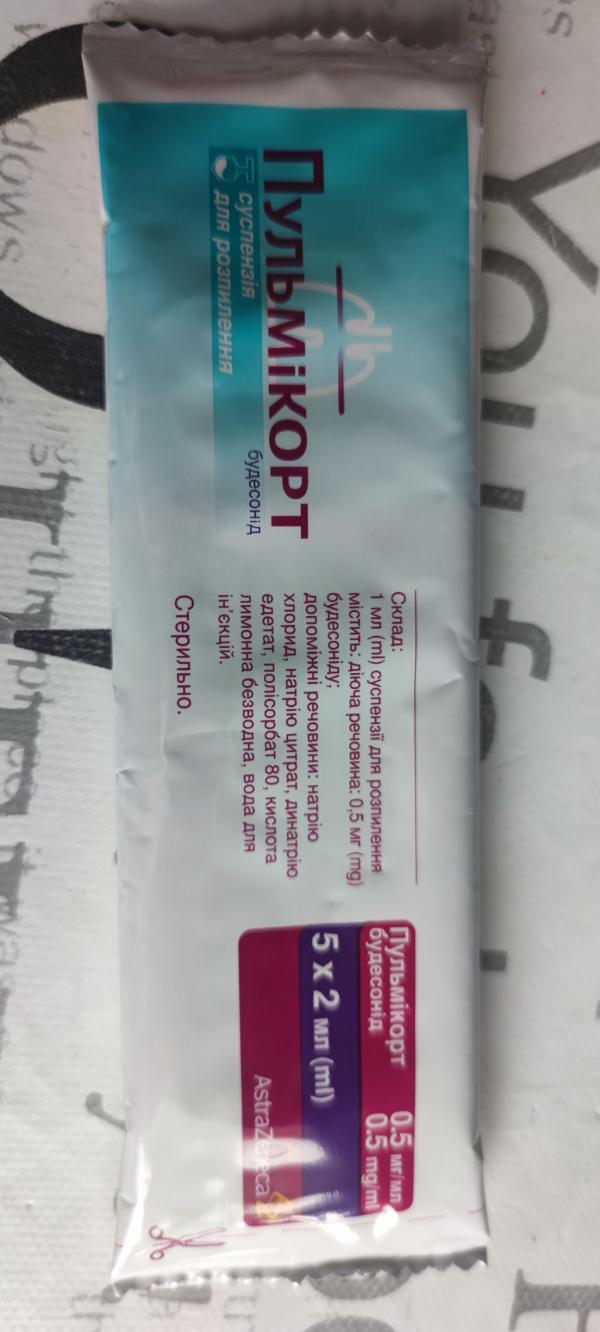 Пульмікорт
будесонід
суспензія
для розпилення
Склад:
1 мл (ml) суспензії для розпилення
містить: діюча речовина: 0,5 мг (mg)
будесоніду;
допоміжні речовини: натрію
хлорид, натрію цитрат, динатрію
едетат, полісорбат 80, кислота
лимонна безводна, вода для
ін'єкцій.
Стерильно.
Пульмікорт 0.5 мг/мл
будесонід 0.5 mg/ml
5 x 2 мл (ml)
AstraZeneca
You
dows